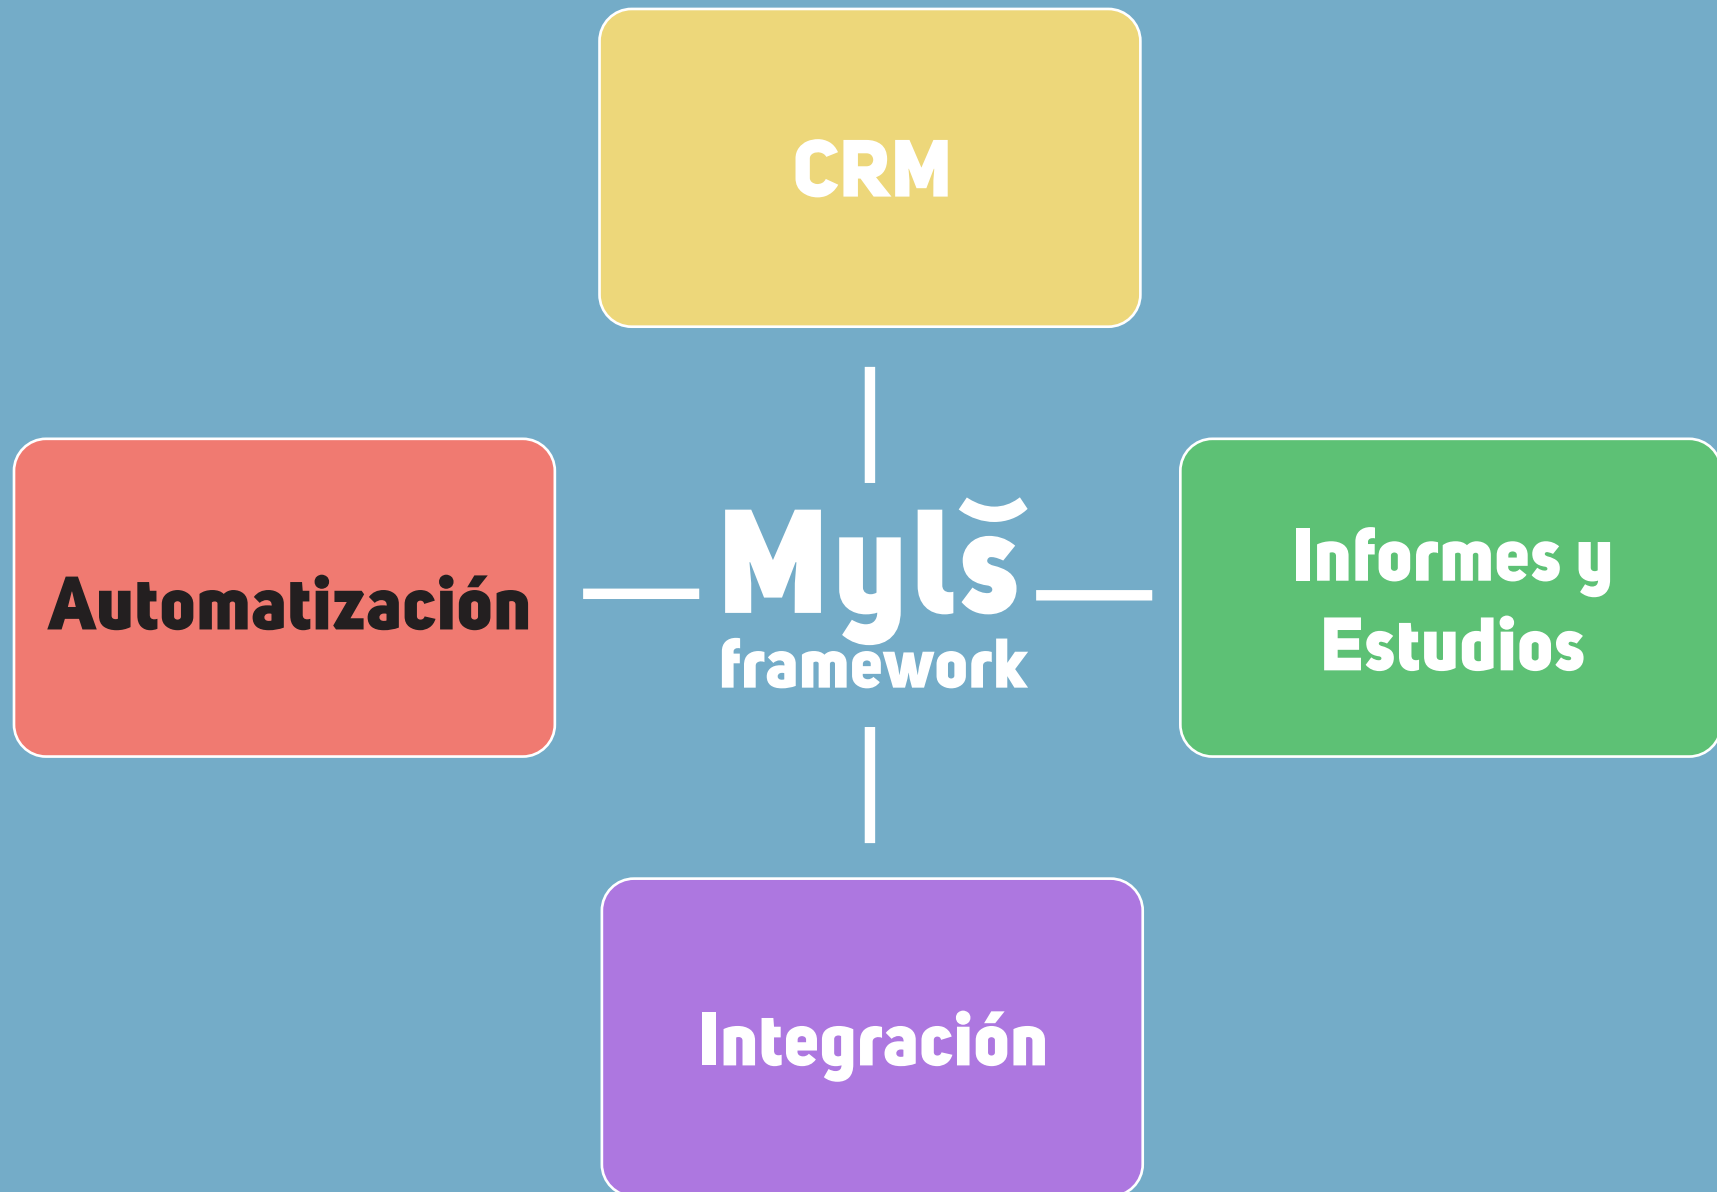 CRM
Automatización
Myls̆
framework
Informes y
Estudios
Integración